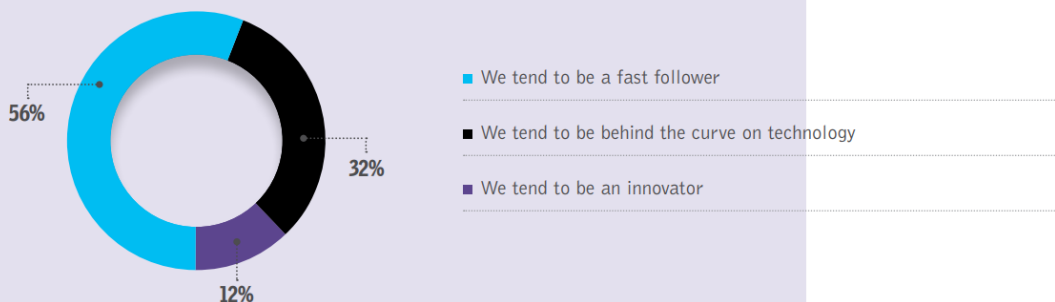 56%
32%
12%
We tend to be a fast follower
We tend to be behind the curve on technology
We tend to be an innovator